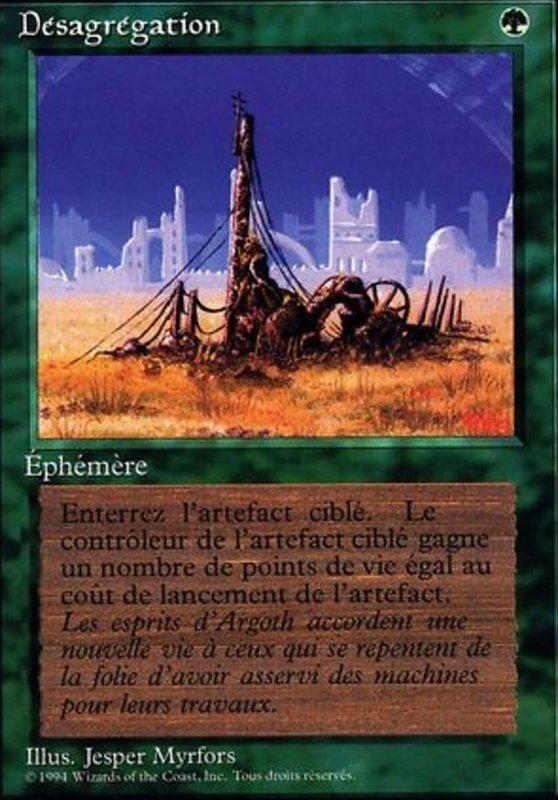 Désagrégation
Éphémère
Enterrez l'artefact ciblé. Le
contrôleur de l'artefact ciblé gagne
un nombre de points de vie égal au
coût de lancement de l'artefact.
Les esprits d'Argoth accordent une
nouvelle vie à ceux qui se repentent de
la folie d'avoir asservi des machines
pour leurs travaux.
Illus. Jesper Myrfors
© 1994 Wizards of the Coast, Inc. Tous droits réservés.